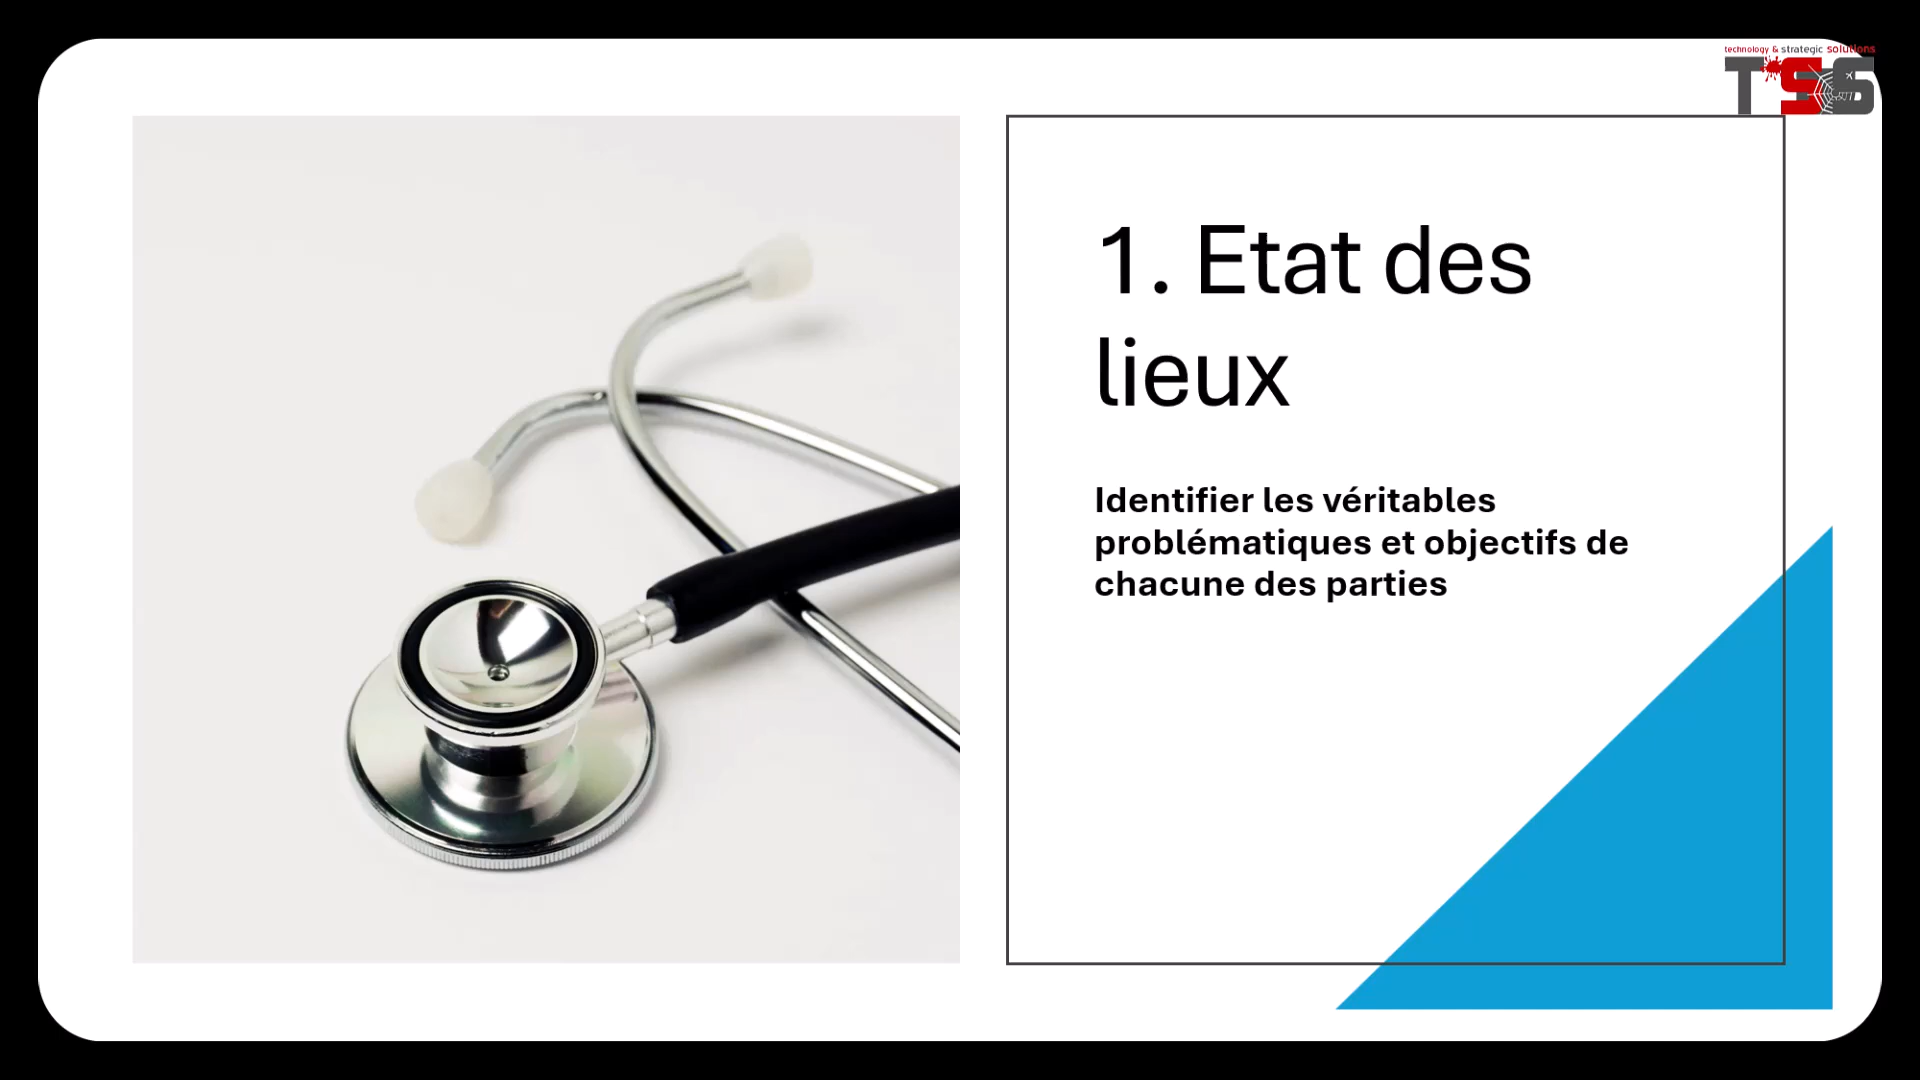 technology & strategic solutions
TSS
1. Etat des
lieux
Identifier les véritables
problématiques et objectifs de
chacune des parties